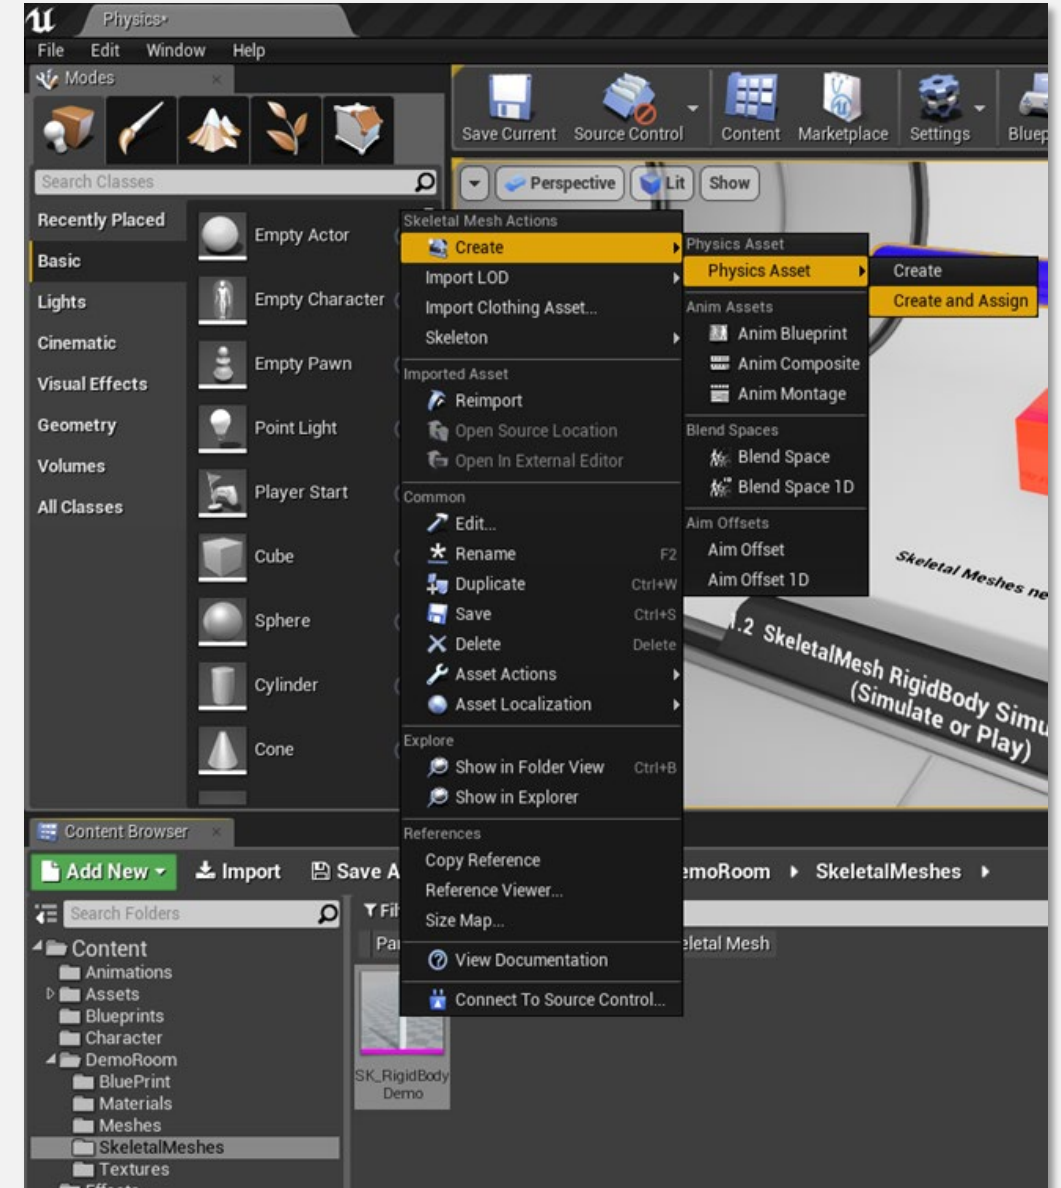 Physics*
File Edit Window Help
Modes
Save Current Source Control Content Marketplace Settings
Search Classes
Perspective Lit Show
Recently Placed
Basic
Lights
Cinematic
Visual Effects
Geometry
Volumes
All Classes
Empty Actor
Empty Character
Empty Pawn
Point Light
Player Start
Cube
Sphere
Cylinder
Cone
Skeletal Mesh Actions
Create
Import LOD
Import Clothing Asset...
Skeleton
Imported Asset
Reimport
Open Source Location
Open In External Editor
Common
Edit...
Rename F2
Duplicate Ctrl+W
Save Ctrl+S
Delete Delete
Asset Actions
Asset Localization
Explore
Show in Folder View Ctrl+B
Show in Explorer
References
Copy Reference
Reference Viewer...
Size Map...
View Documentation
Connect To Source Control...
Physics Asset
Physics Asset
Anim Assets
Anim Blueprint
Anim Composite
Anim Montage
Blend Spaces
Blend Space
Blend Space 1D
Aim Offsets
Aim Offset
Aim Offset 1D
Create
Create and Assign
Skeletal Meshes
1.2 SkeletalMesh RigidBody
(Simulate or Play)
Content Browser
Add New Import Save
SkeletalMeshes
Search Folders
Mesh
Content
Animations
Assets
Blueprints
Character
DemoRoom
BluePrint
Materials
Meshes
SkeletalMeshes
Textures
SK_RigidBody
Demo